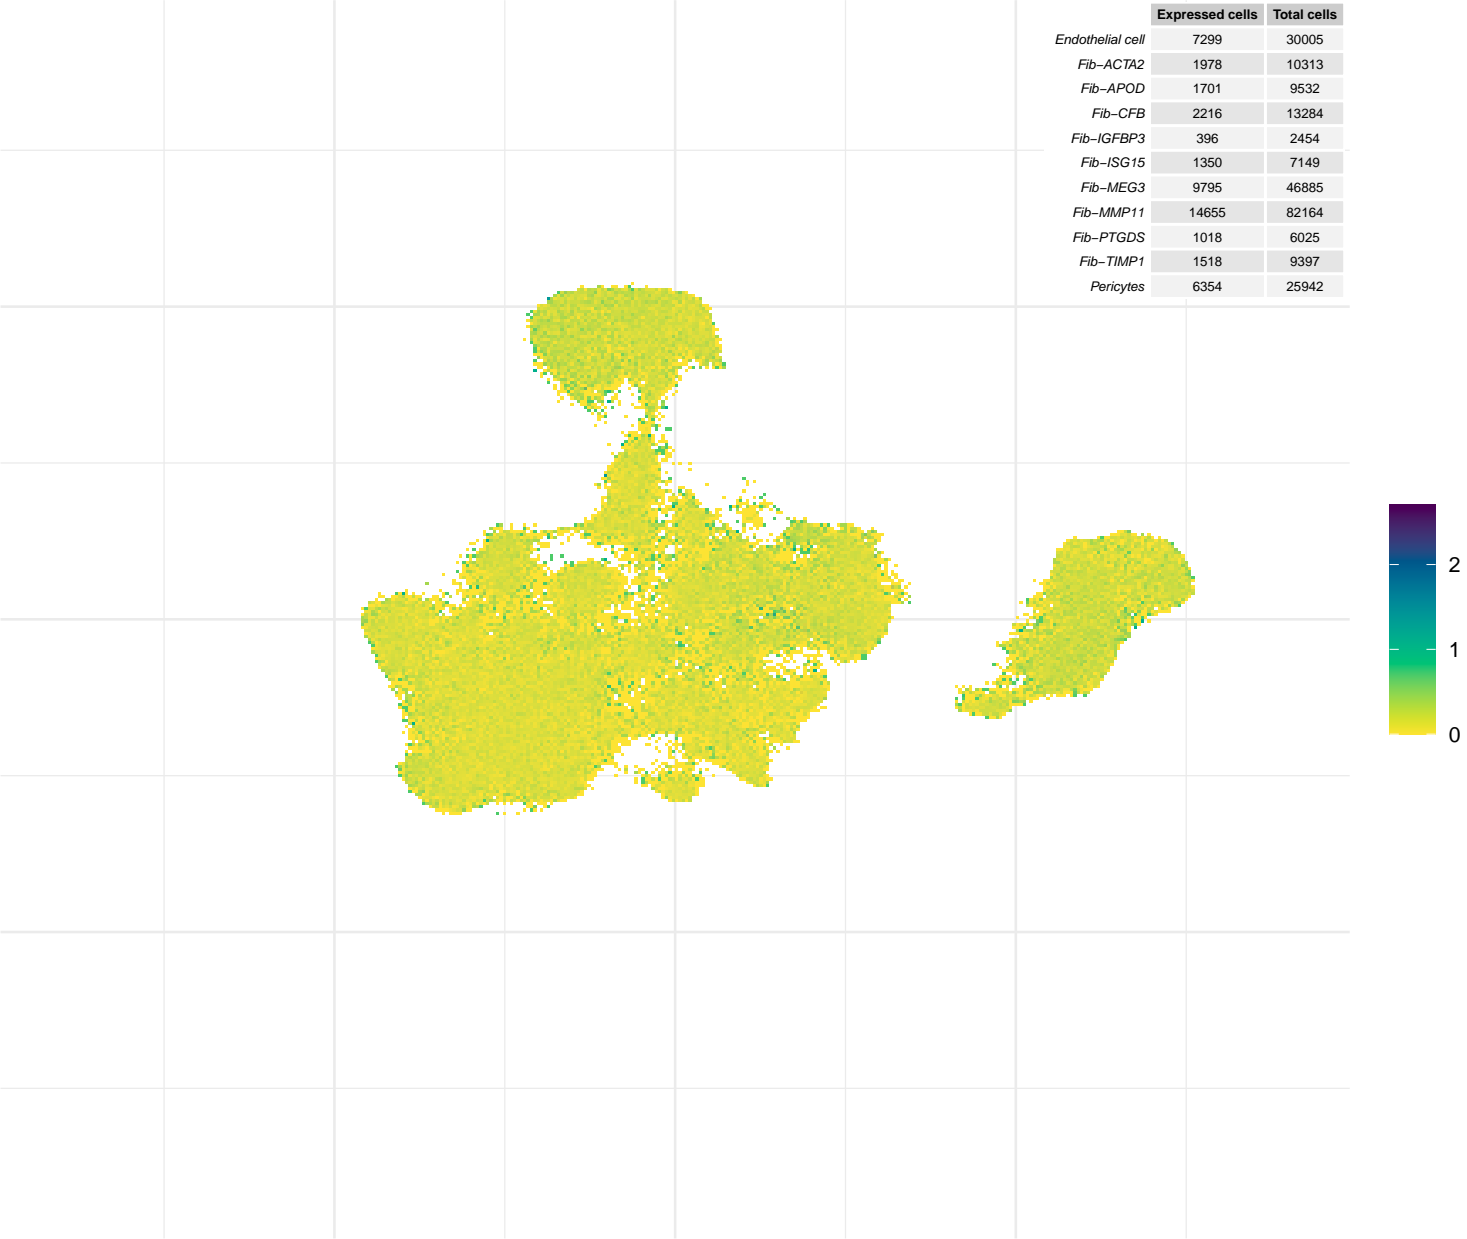 Expressed cells Total cells
Endothelial cell 7299 30005
Fib−ACTA2 1978 10313
Fib−APOD 1701 9532
Fib−CFB 2216 13284
Fib−IGFBP3 396 2454
Fib−ISG15 1350 7149
Fib−MEG3 9795 46885
Fib−MMP11 14655 82164
Fib−PTGDS 1018 6025
Fib−TIMP1 1518 9397
Pericytes 6354 25942
2
1
0